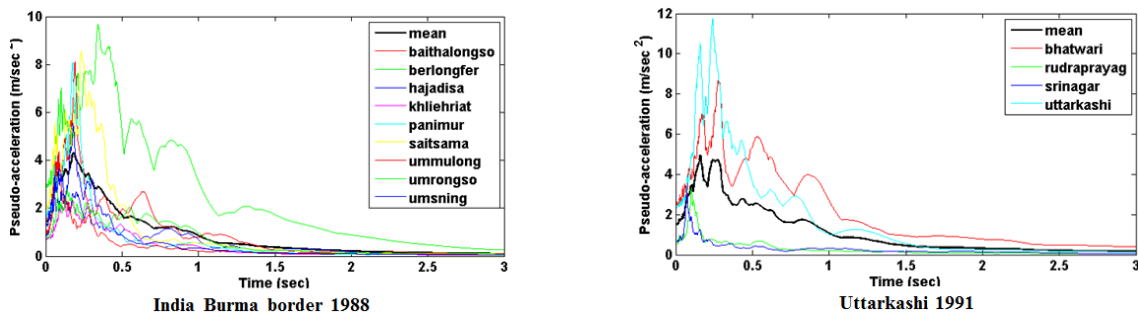 10
8
6
4
2
0
0
0.5
1
1.5
2
2.5
3
Pseudo-acceleration (m/sec
Time (sec)
mean
baithalongso
berlongfer
hajadisa
khliehriat
panimur
saitsama
ummulong
umrongso
umsning
India Burma border 1988
12
10
8
6
4
2
0
0
0.5
1
1.5
2
2.5
3
Pseudo-acceleration (m/sec²)
Time (sec)
mean
bhatwari
rudraprayag
srinagar
uttarkashi
Uttarkashi 1991